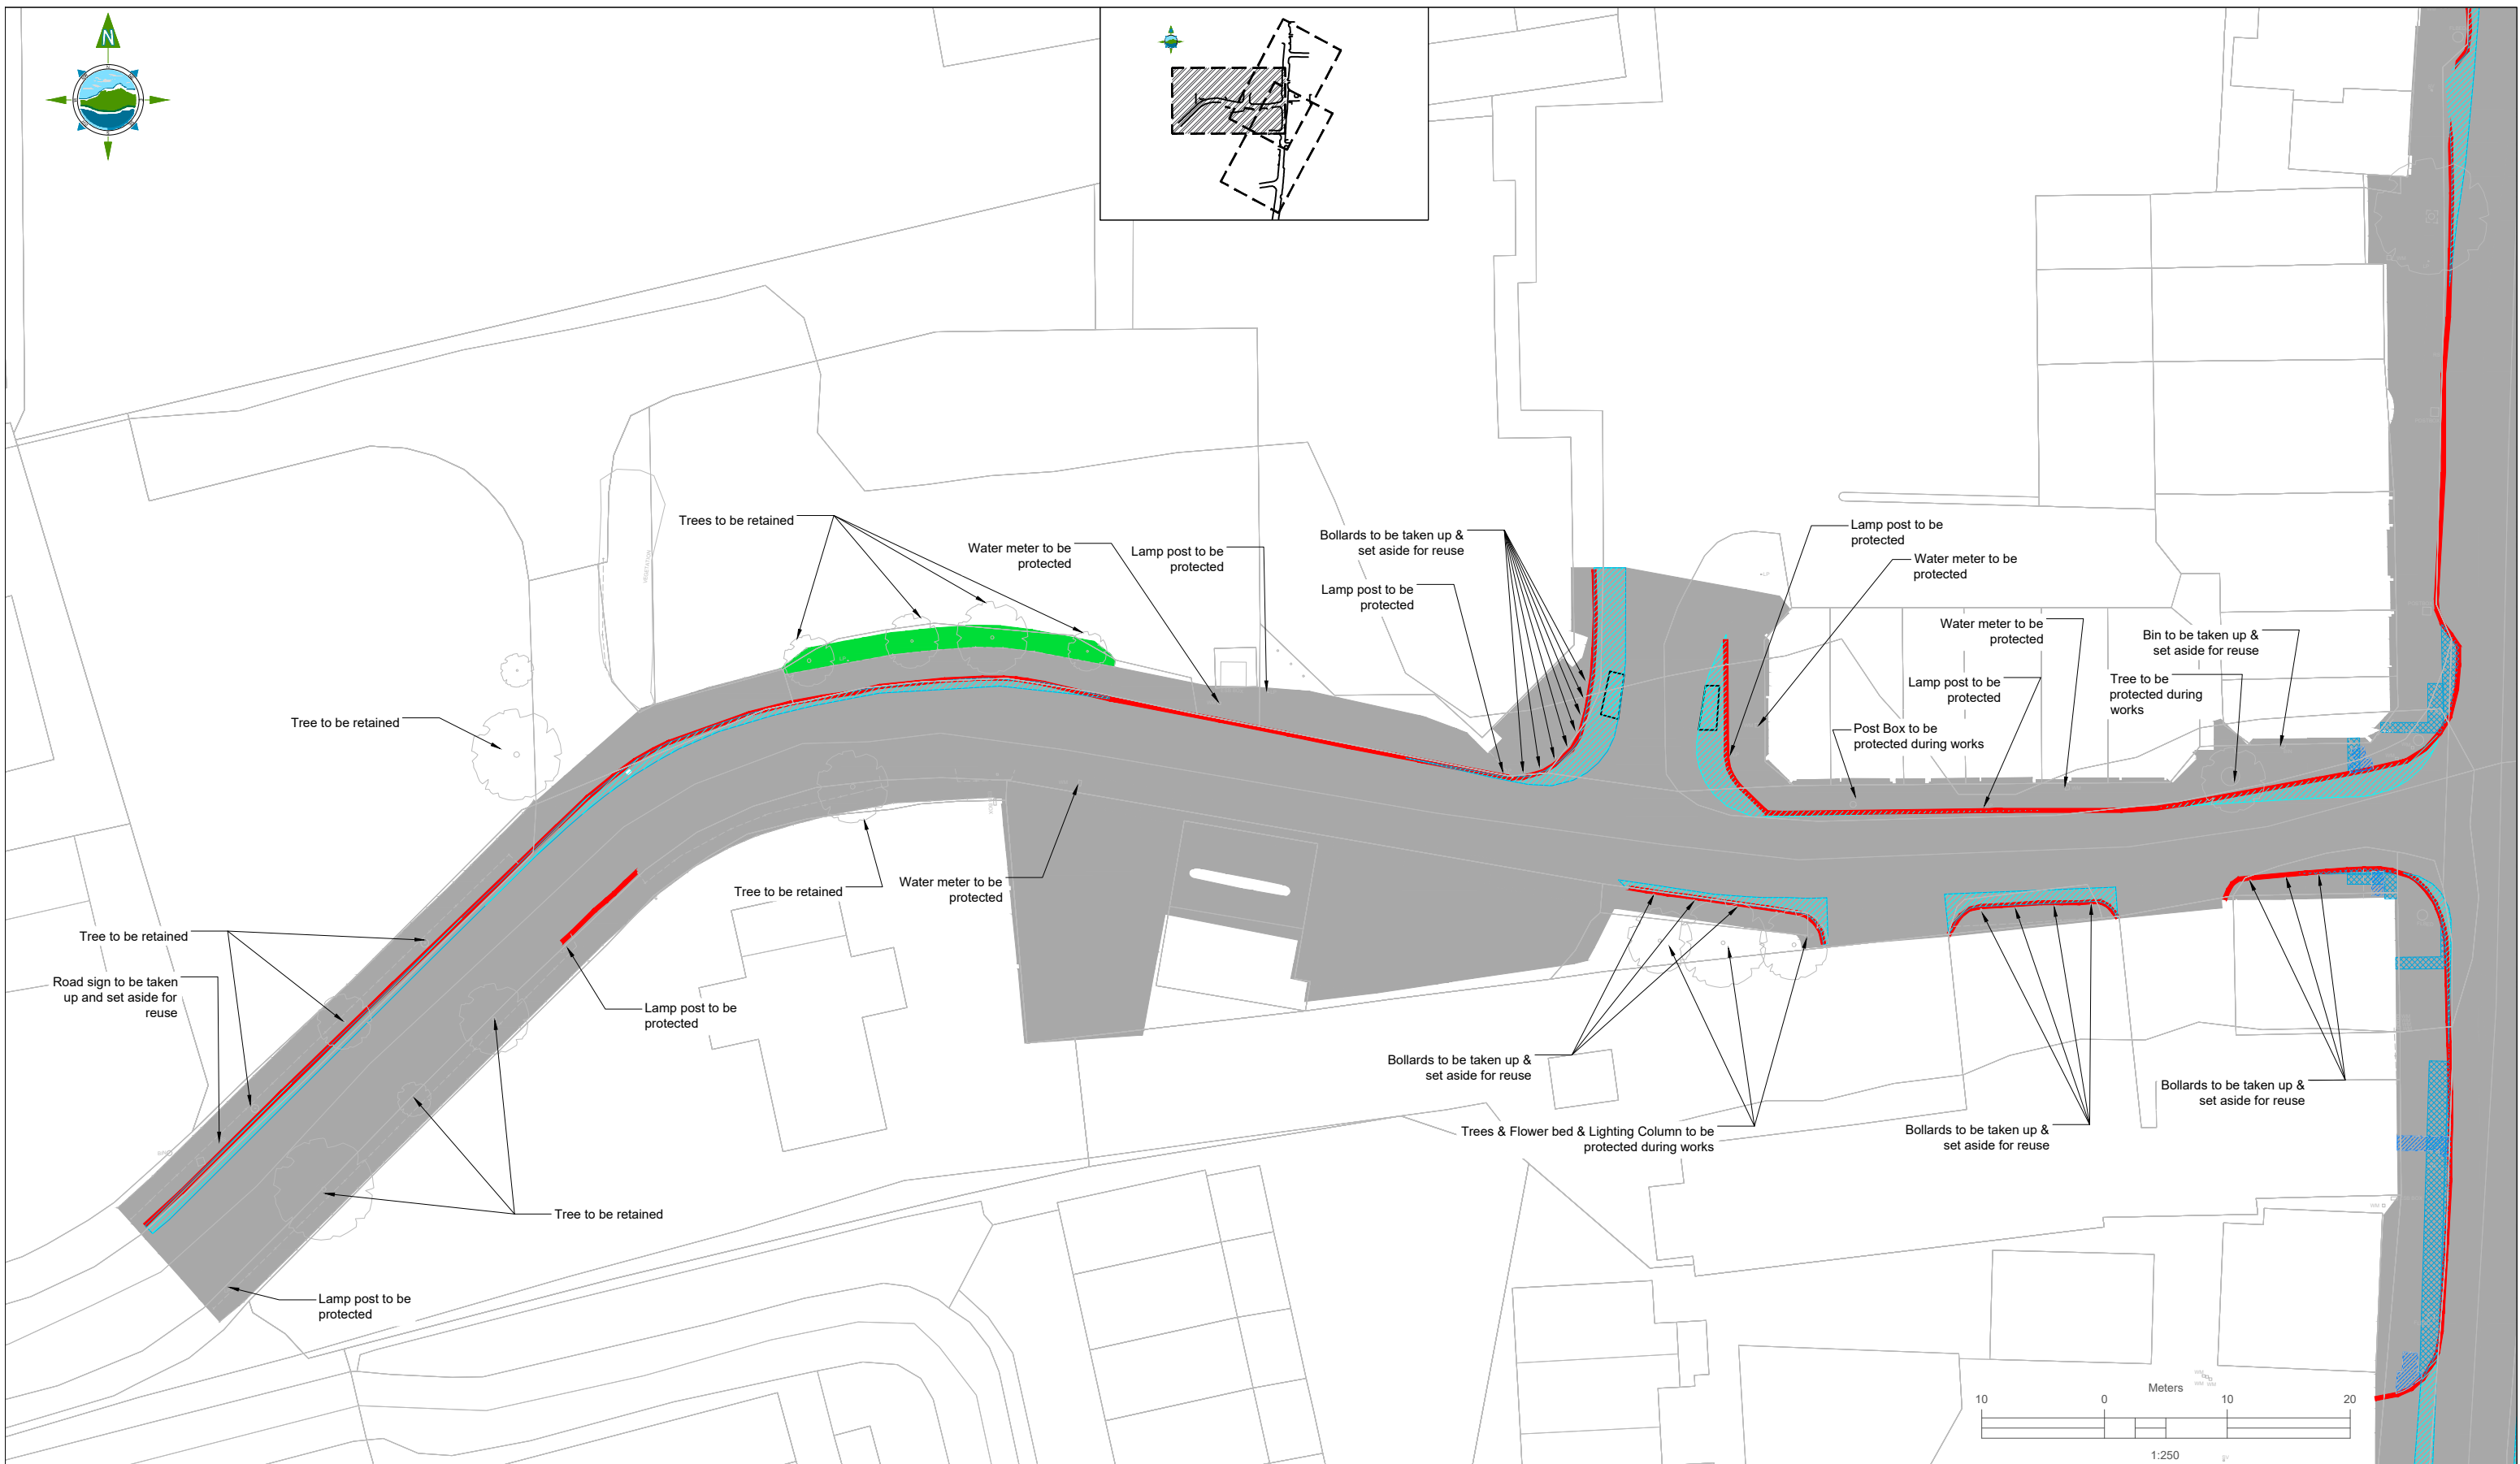 N
Trees to be retained
Water meter to be
protected
Lamp post to be
protected
Bollards to be taken up &
set aside for reuse
Lamp post to be
protected
Lamp post to be
protected
Water meter to be
protected
Water meter to be
protected
Bin to be taken up &
set aside for reuse
Lamp post to be
protected
Tree to be
protected during
works
Post Box to be
protected during works
Tree to be retained
Tree to be retained
Water meter to be
protected
Tree to be retained
Road sign to be taken
up and set aside for
reuse
Lamp post to be
protected
Bollards to be taken up &
set aside for reuse
Trees & Flower bed & Lighting Column to be
protected during works
Bollards to be taken up &
set aside for reuse
Bollards to be taken up &
set aside for reuse
Tree to be retained
Lamp post to be
protected
Meters
10 0 10 20
1:250